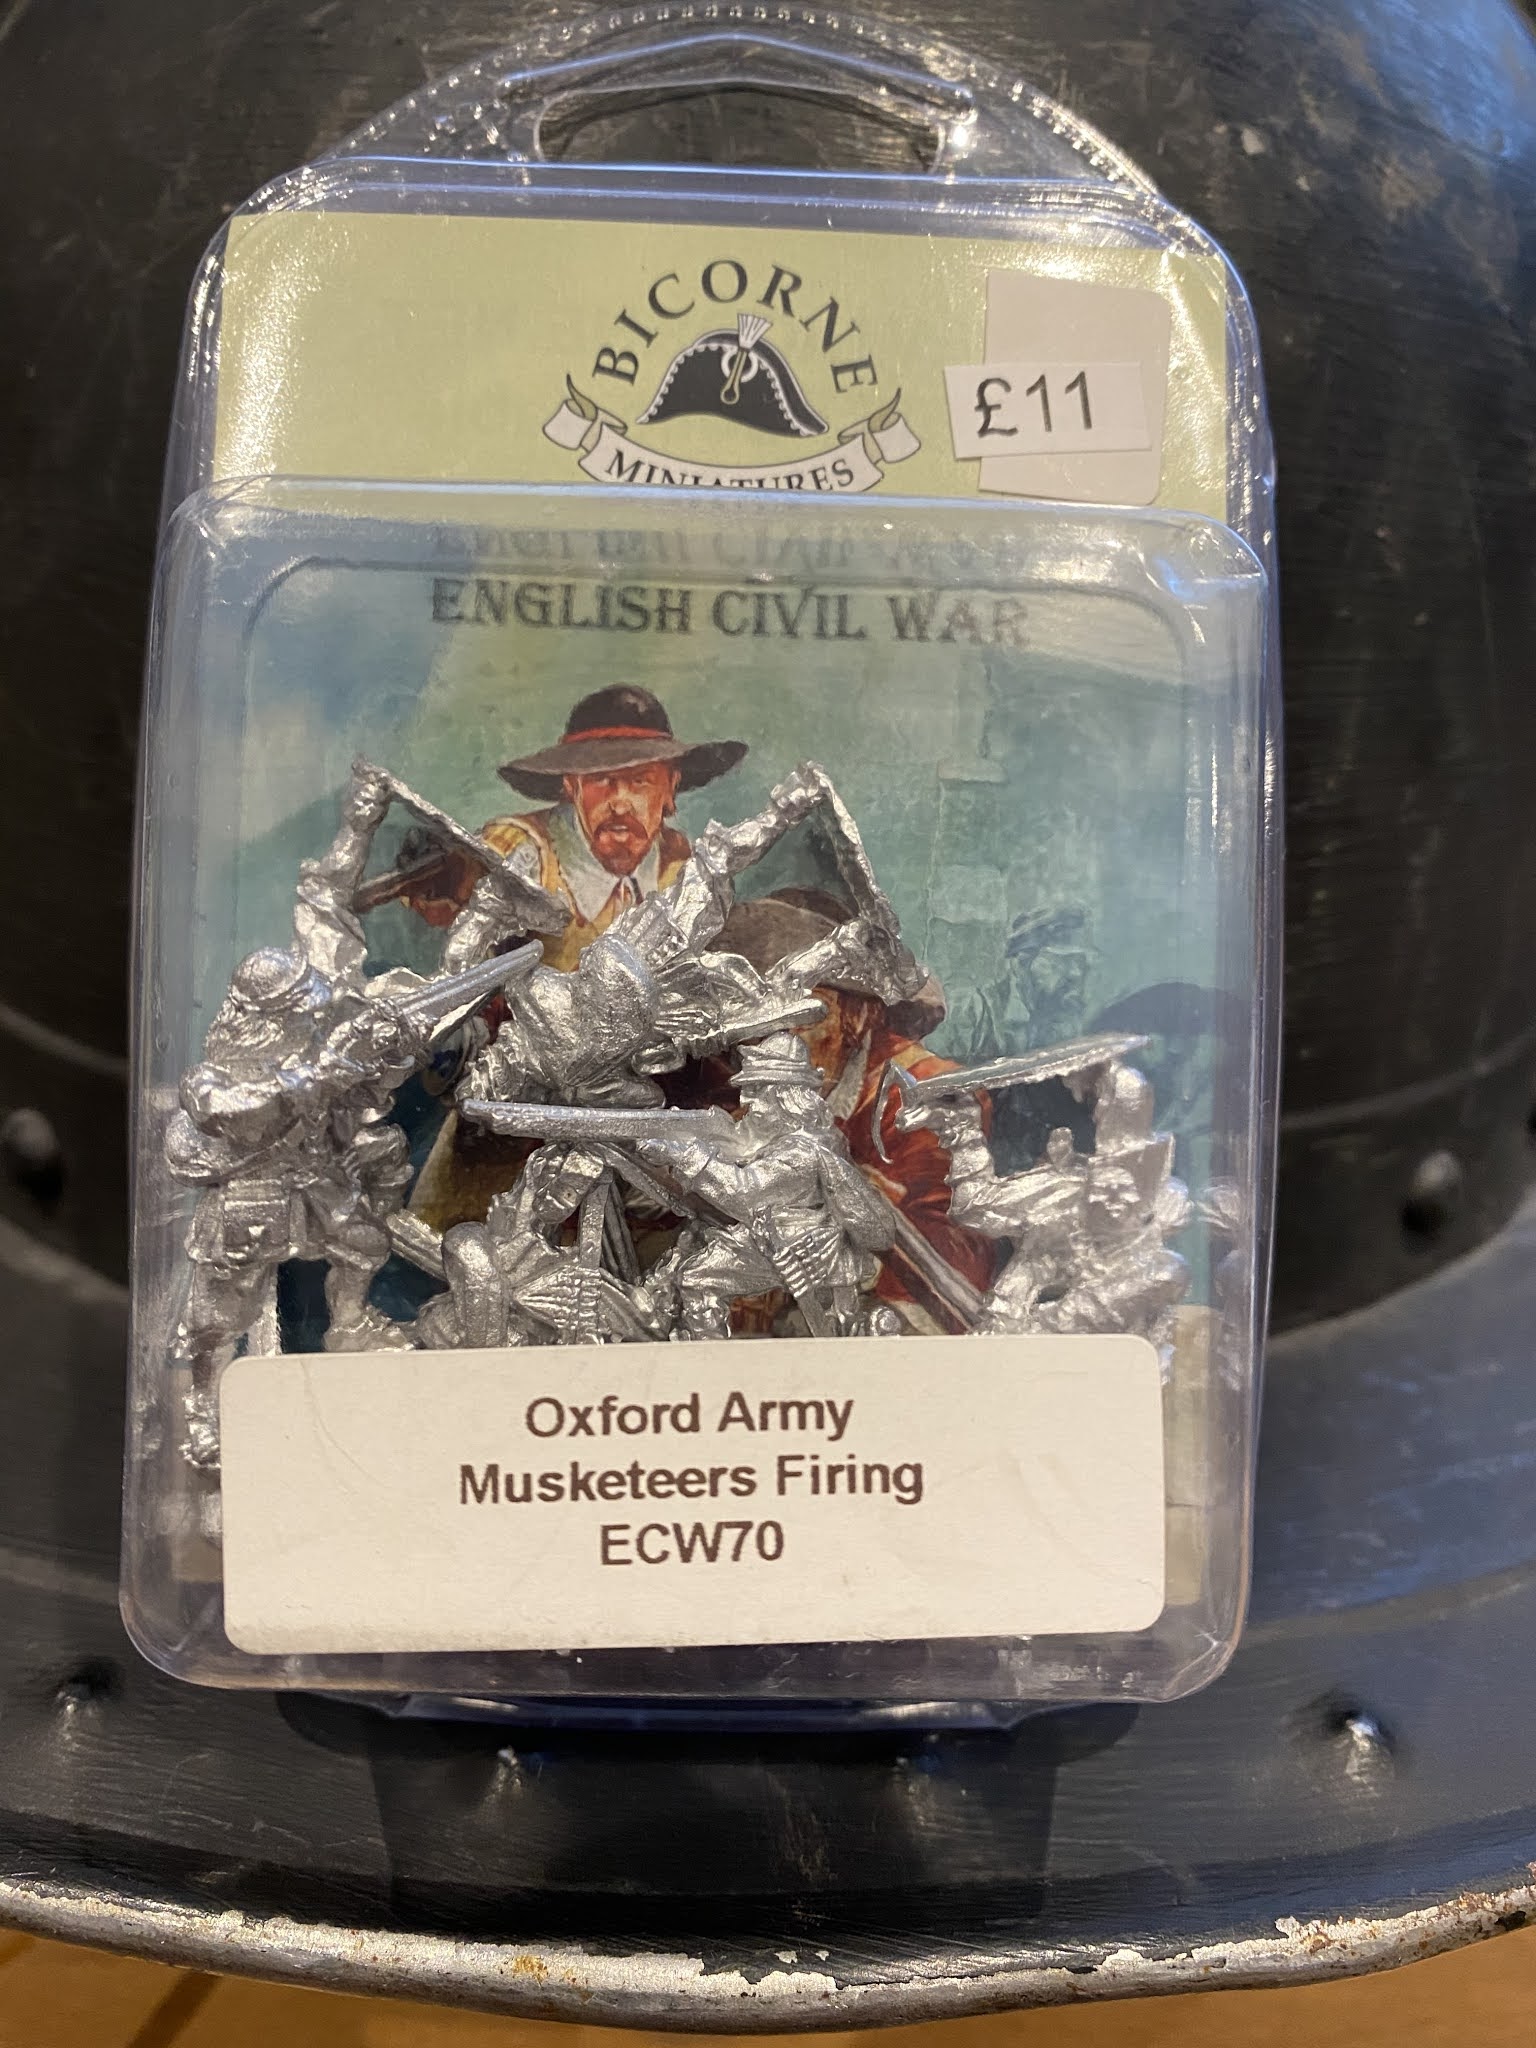 BICORNE
MINIATURES
£11
ENGLISH CIVIL WAR
Oxford Army
Musketeers Firing
ECW70